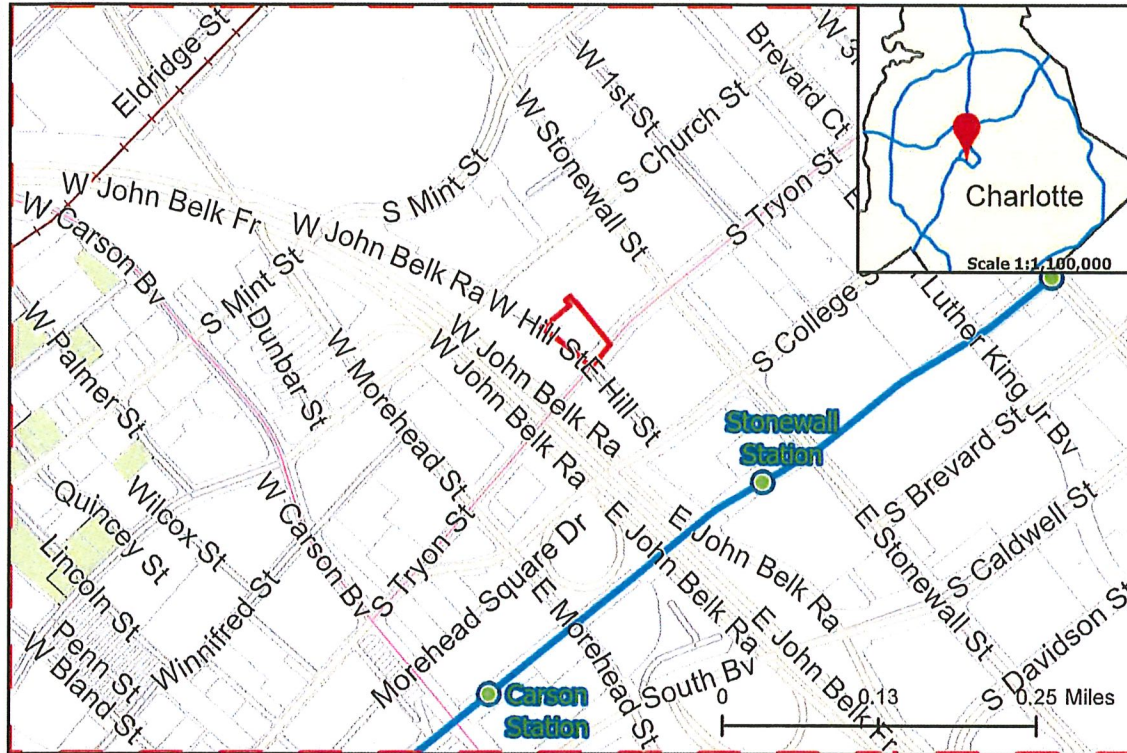 Eldridge St
W 1st St
Brevard Ct
W Stonewall St
S Church St
S Mint St
S Tryon St
W John Belk Fr
W John Belk Ra
W Carson Bv
S Mint St
W Hill St
E Hill St
Charlotte
Scale 1:1,100,000
W Palmer St
Dunbar St
W Morehead St
W John Belk Ra
W John Belk Ra
S College
Luther King Jr Bv
Stonewall
Station
S Brevard St
Quincey St
Wilcox St
W Carson Bv
S Tryon St
E John Belk Ra
E John Belk Ra
E Stonewall St
S Caldwell St
Lincoln St
Winnifred St
Morehead Square Dr
E Morehead St
E John Belk Fr
S Davidson St
Penn St
W Bland St
South Bv
Carson
Station
0
0.13
0.25 Miles